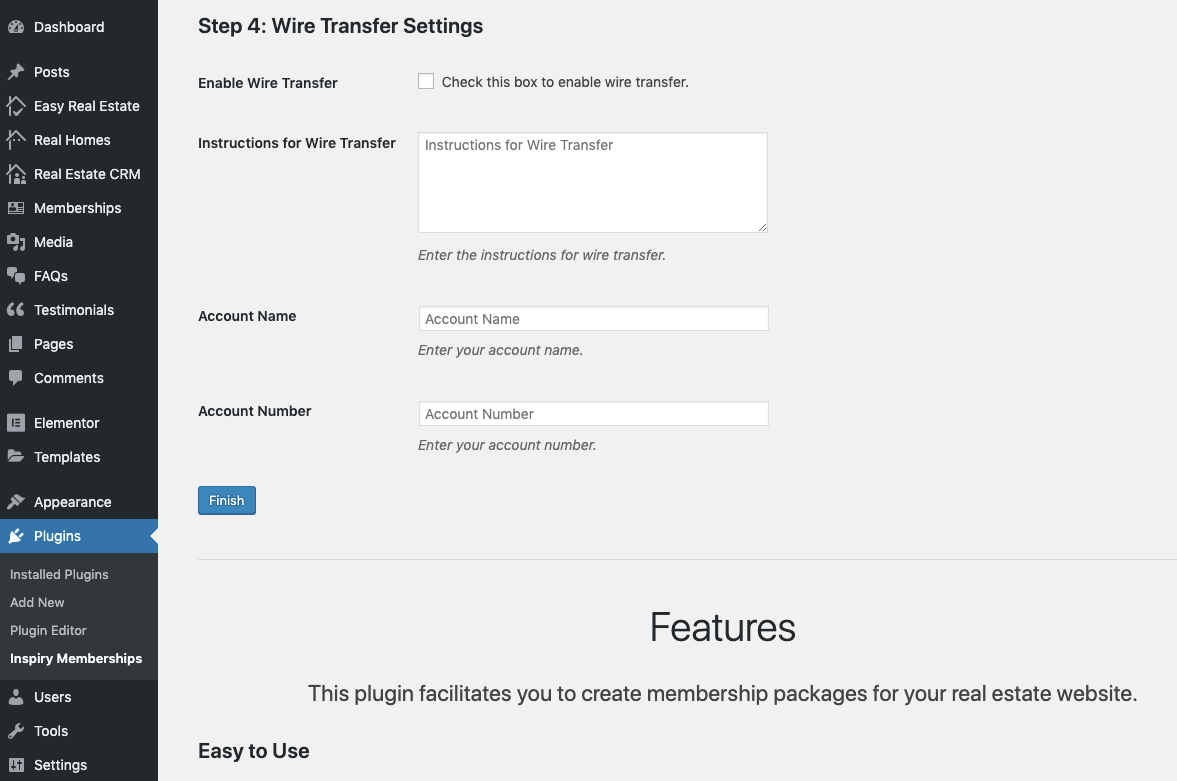 Dashboard
Posts
Easy Real Estate
Real Homes
Real Estate CRM
Memberships
Media
FAQs
Testimonials
Pages
Comments
Elementor
Templates
Appearance
Plugins
Installed Plugins
Add New
Plugin Editor
Inspiry Memberships
Users
Tools
Settings
Step 4: Wire Transfer Settings
Enable Wire Transfer
Check this box to enable wire transfer.
Instructions for Wire Transfer
Instructions for Wire Transfer
Enter the instructions for wire transfer.
Account Name
Account Name
Enter your account name.
Account Number
Account Number
Enter your account number.
Finish
Features
This plugin facilitates you to create membership packages for your real estate website.
Easy to Use